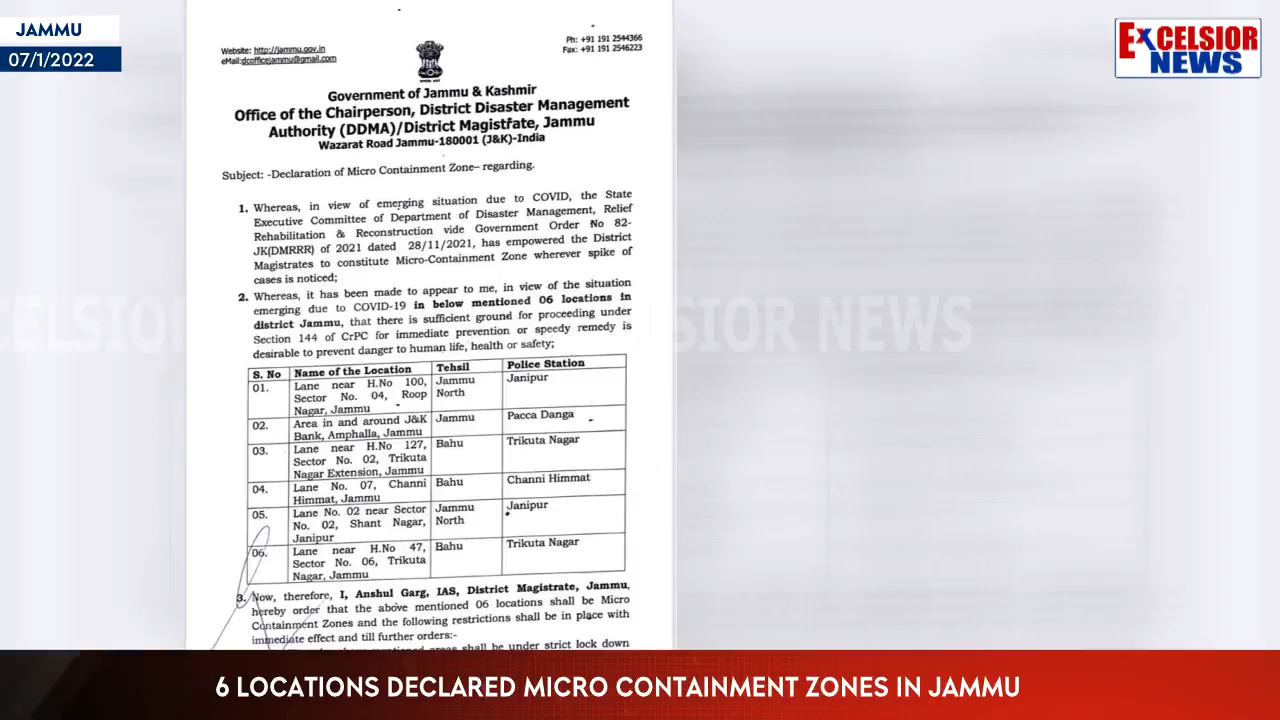 JAMMU
07/1/2022
EXCELSIOR
NEWS
Website: http://jammu.gov.in
eMail:dcofficejammu@gmail.com
Ph: +91 191 2544366
Fax: +91 191 2546223
Government of Jammu & Kashmir
Office of the Chairperson, District Disaster Management
Authority (DDMA)/District Magistrate, Jammu
Wazarat Road Jammu-180001 (J&K)-India
Subject: -Declaration of Micro Containment Zone– regarding.
1. Whereas, in view of emerging situation due to COVID, the State
Executive Committee of Department of Disaster Management, Relief
Rehabilitation & Reconstruction vide Government Order No 82-
JK(DMRRR) of 2021 dated 28/11/2021, has empowered the District
Magistrates to constitute Micro-Containment Zone wherever spike of
cases is noticed;
2. Whereas, it has been made to appear to me, in view of the situation
emerging due to COVID-19 in below mentioned 06 locations in
district Jammu, that there is sufficient ground for proceeding under
Section 144 of CrPC for immediate prevention or speedy remedy is
desirable to prevent danger to human life, health or safety;
S. No Name of the Location Tehsil Police Station
01. Lane near H.No 100, Jammu Janipur
Sector No. 04, Roop North
Nagar, Jammu
02. Area in and around J&K Jammu Pacca Danga
Bank, Amphalla, Jammu
03. Lane near H.No 127, Bahu Trikuta Nagar
Sector No. 02, Trikuta
Nagar Extension, Jammu
04. Lane No. 07, Channi Bahu Channi Himmat
Himmat, Jammu
05. Lane No. 02 near Sector Jammu Janipur
No. 02, Shant Nagar, North
Janipur
06. Lane near H.No 47, Bahu Trikuta Nagar
Sector No. 06, Trikuta
Nagar, Jammu
3. Now, therefore, I, Anshul Garg, IAS, District Magistrate, Jammu,
hereby order that the above mentioned 06 locations shall be Micro
Containment Zones and the following restrictions shall be in place with
immediate effect and till further orders:-
areas shall be under strict lock down
CELSIOR
SIOR NEWS
6 LOCATIONS DECLARED MICRO CONTAINMENT ZONES IN JAMMU